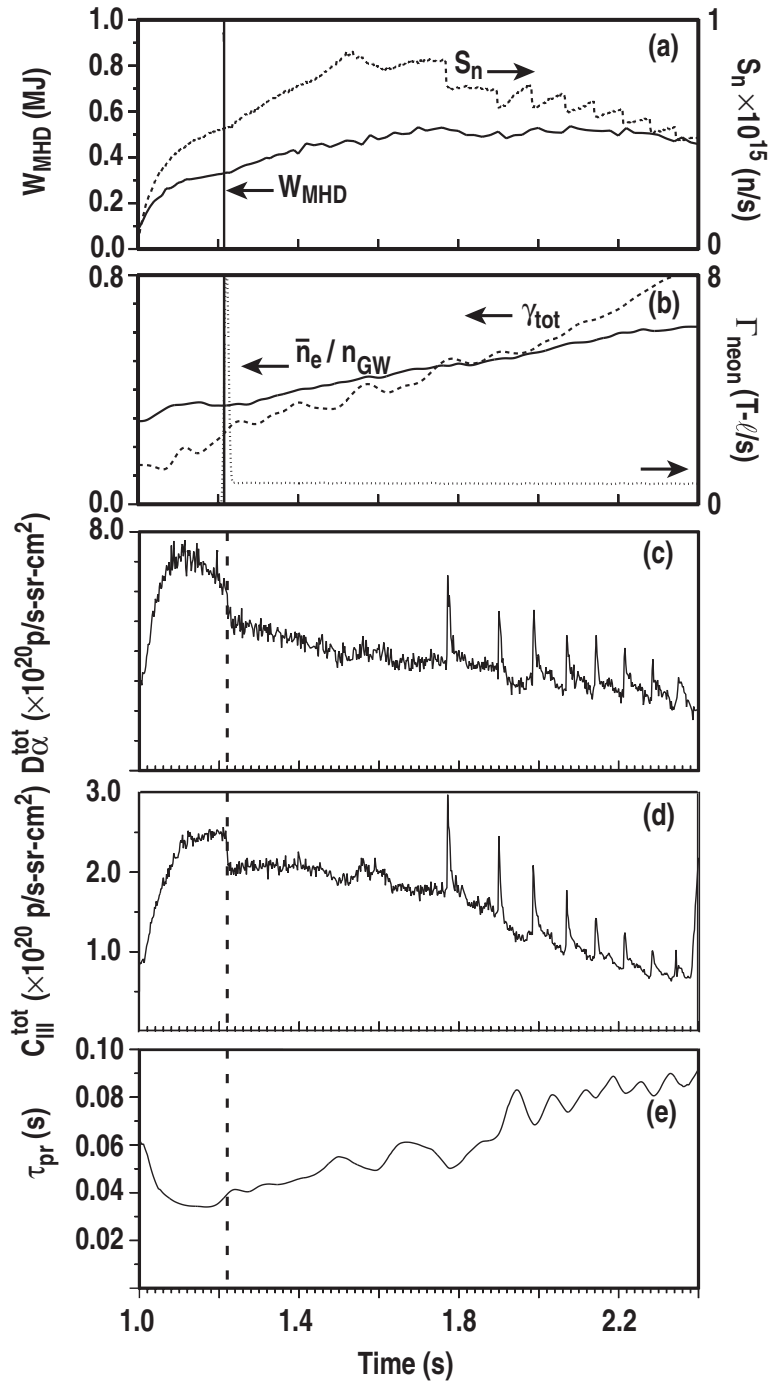 1.0
0.8
0.6
0.4
0.2
0.0
W_MHD (MJ)
(a)
S_n
W_MHD
1
0
S_n ×10^15 (n/s)
0.8
0.0
(b)
γ_tot
n̄_e / n_GW
8
0
Γ_neon (T-ℓ/s)
8.0
D_α^tot (×10^20 p/s-sr-cm^2)
(c)
3.0
2.0
1.0
C_III^tot (×10^20 p/s-sr-cm^2)
(d)
0.10
0.08
0.06
0.04
0.02
τ_pr (s)
(e)
1.0 1.4 1.8 2.2
Time (s)